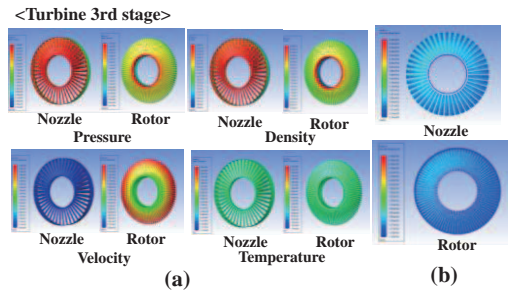 <Turbine 3rd stage>
Nozzle Rotor Nozzle Rotor
Pressure Density
Nozzle
Nozzle Rotor Nozzle Rotor
Velocity Temperature
Rotor
(a) (b)